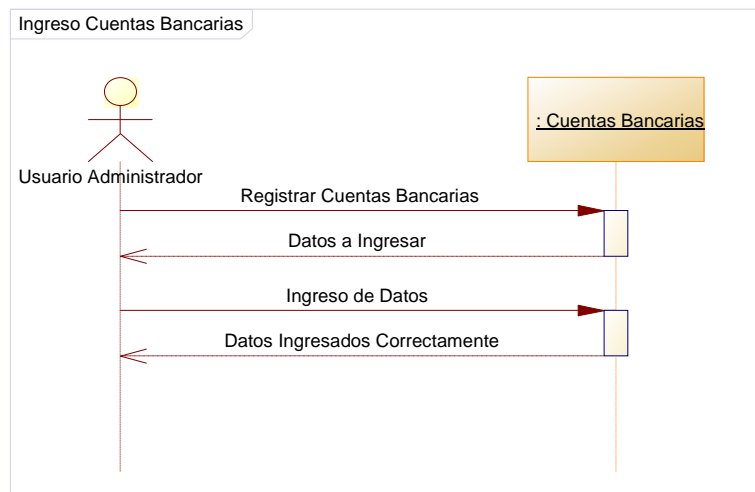 Ingreso Cuentas Bancarias
: Cuentas Bancarias
Usuario Administrador
Registrar Cuentas Bancarias
Datos a Ingresar
Ingreso de Datos
Datos Ingresados Correctamente